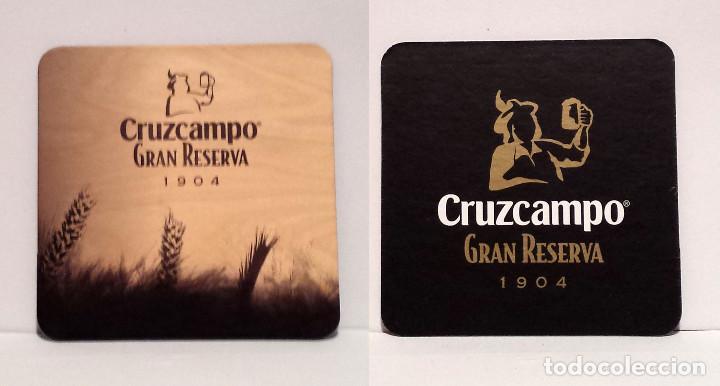 Cruzcampo®
GRAN RESERVA
1904
Cruzcampo®
GRAN RESERVA
1904
todocoleccion